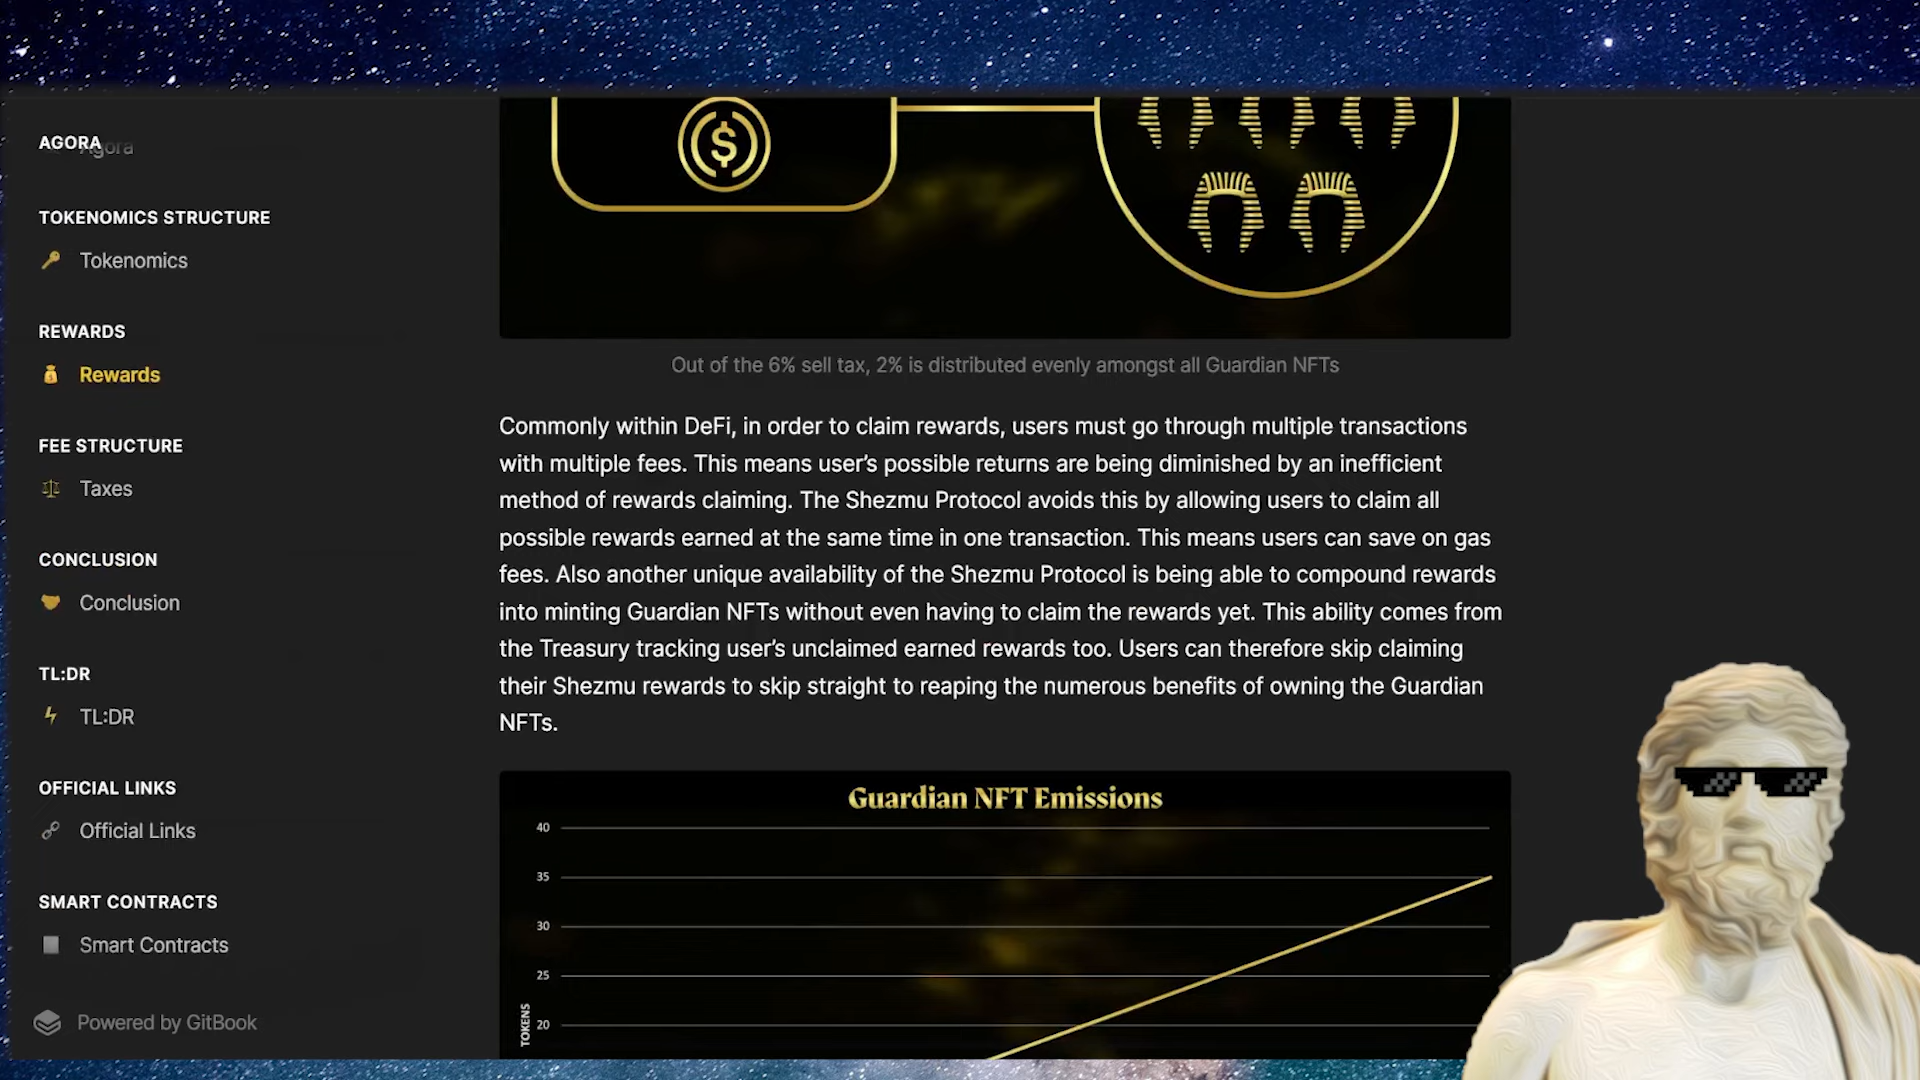 AGORA
Agora
TOKENOMICS STRUCTURE
Tokenomics
REWARDS
Rewards
FEE STRUCTURE
Taxes
CONCLUSION
Conclusion
TL:DR
TL:DR
OFFICIAL LINKS
Official Links
SMART CONTRACTS
Smart Contracts
Powered by GitBook
$
Out of the 6% sell tax, 2% is distributed evenly amongst all Guardian NFTs
Commonly within DeFi, in order to claim rewards, users must go through multiple transactions
with multiple fees. This means user’s possible returns are being diminished by an inefficient
method of rewards claiming. The Shezmu Protocol avoids this by allowing users to claim all
possible rewards earned at the same time in one transaction. This means users can save on gas
fees. Also another unique availability of the Shezmu Protocol is being able to compound rewards
into minting Guardian NFTs without even having to claim the rewards yet. This ability comes from
the Treasury tracking user’s unclaimed earned rewards too. Users can therefore skip claiming
their Shezmu rewards to skip straight to reaping the numerous benefits of owning the Guardian
NFTs.
Guardian NFT Emissions
40
35
30
25
20
TOKENS